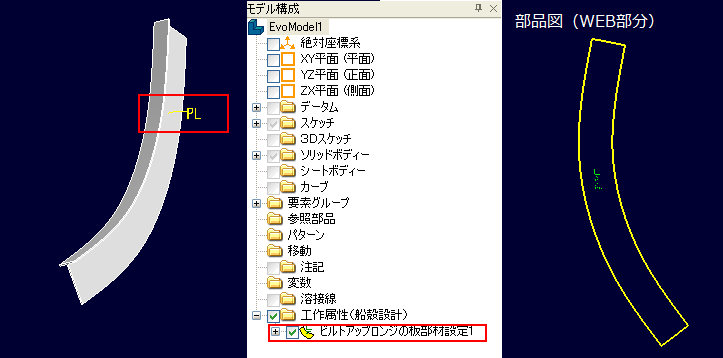 PL
モデル構成
EvoModel1
絶対座標系
XY平面 (平面)
YZ平面 (正面)
ZX平面 (側面)
データム
スケッチ
3Dスケッチ
ソリッドボディー
シートボディー
カーブ
要素グループ
参照部品
パターン
移動
注記
変数
溶接線
工作属性(船殻設計)
ビルトアップロンジの板部材設定1
部品図（WEB部分）